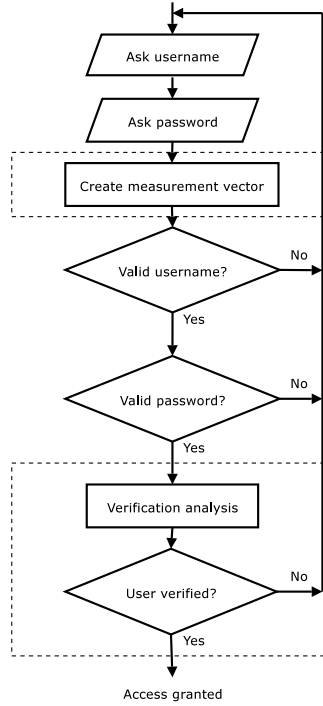 Ask username
Ask password
Create measurement vector
Valid username?
No
Yes
Valid password?
No
Yes
Verification analysis
User verified?
No
Yes
Access granted